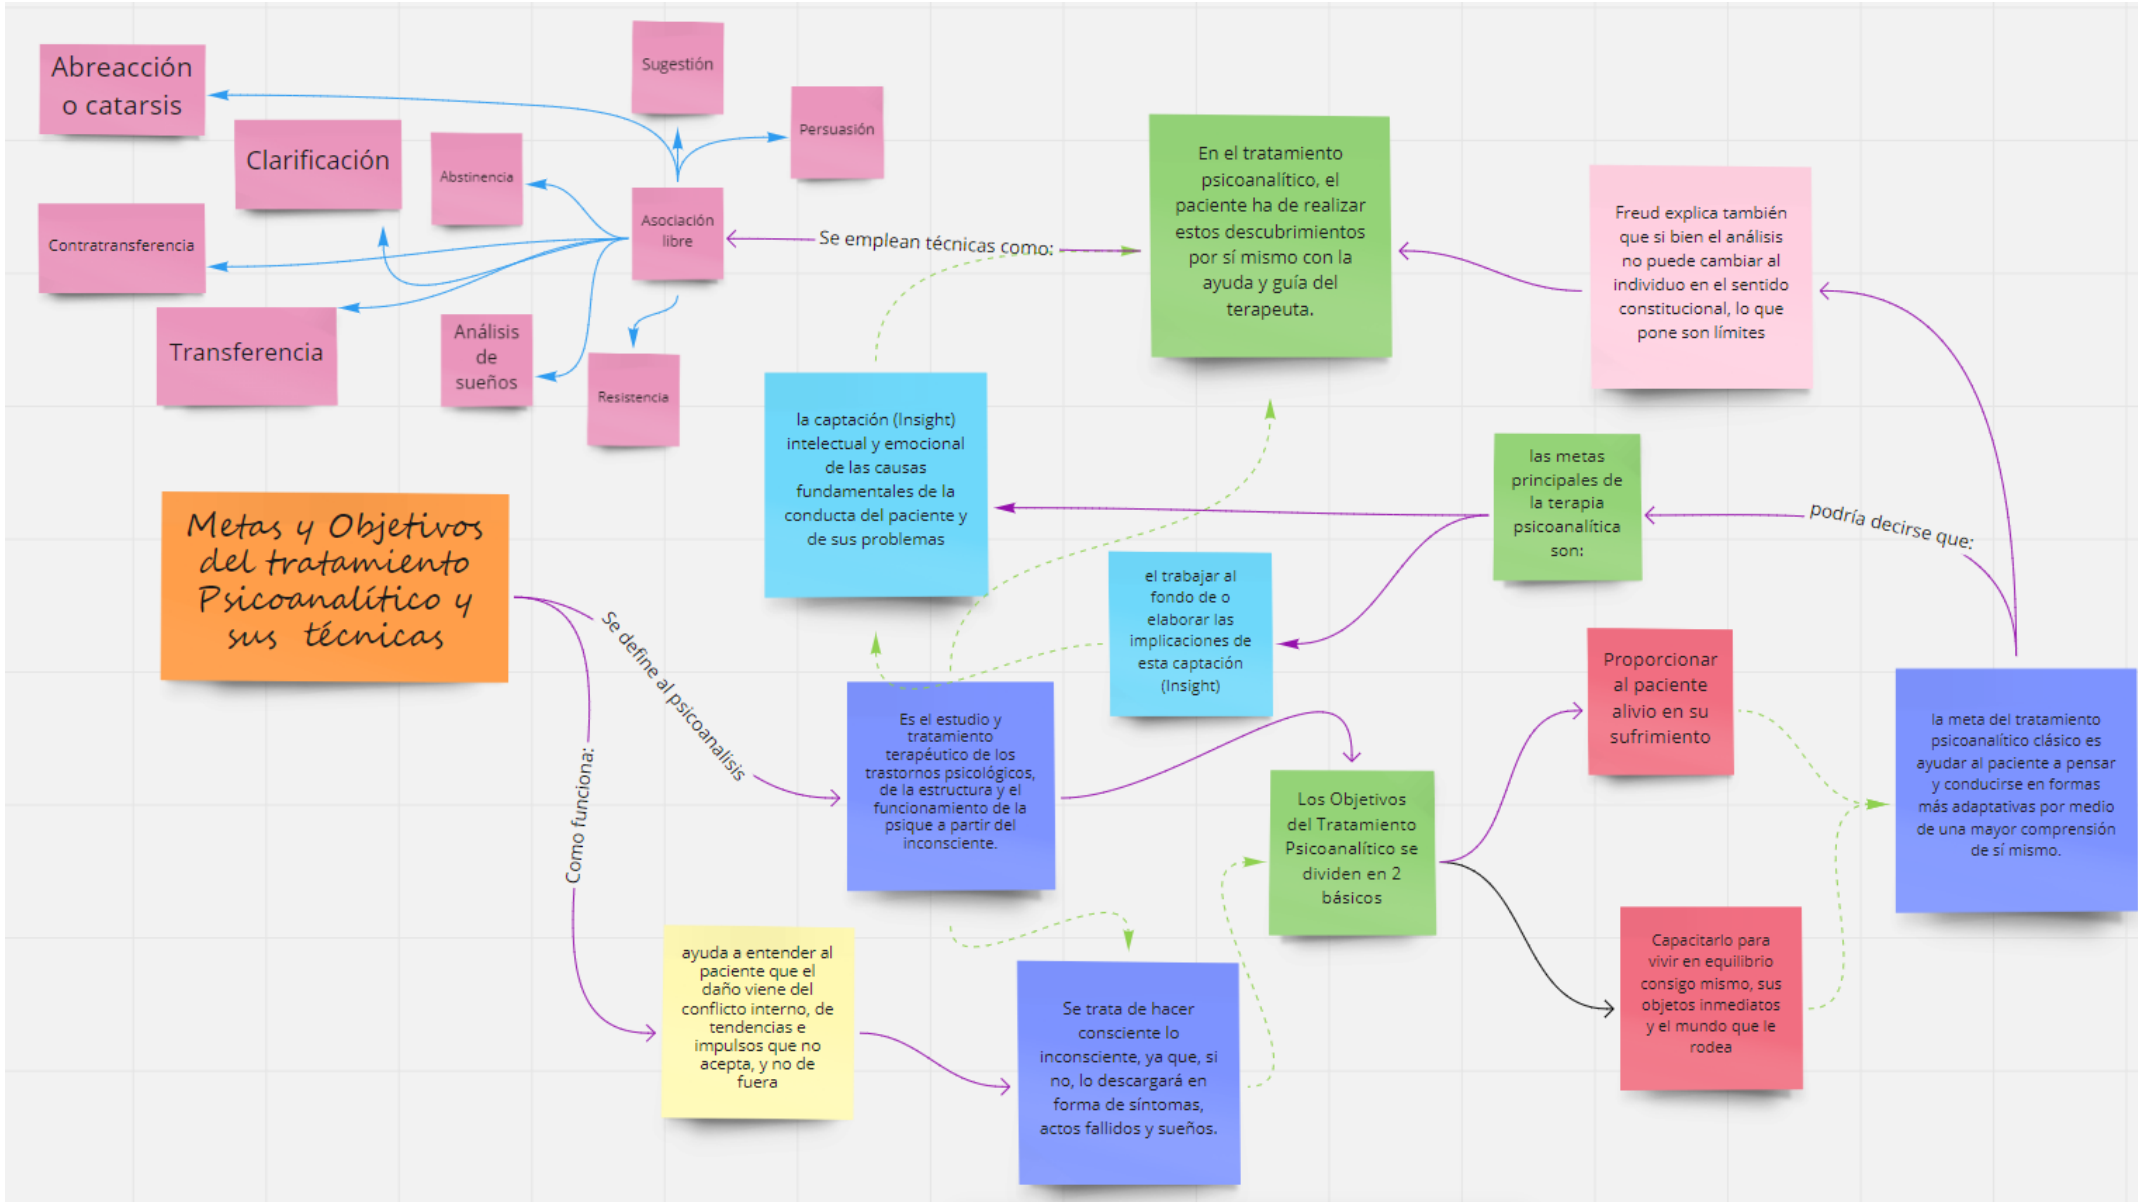 Abreacción
o catarsis
Sugestión
Persuasión
Clarificación
Abstinencia
Asociación
libre
Contratransferencia
Transferencia
Análisis
de
sueños
Resistencia
Se emplean técnicas como:
En el tratamiento
psicoanalítico, el
paciente ha de realizar
estos descubrimientos
por sí mismo con la
ayuda y guía del
terapeuta.
Freud explica también
que si bien el análisis
no puede cambiar al
individuo en el sentido
constitucional, lo que
pone son límites
la captación (Insight)
intelectual y emocional
de las causas
fundamentales de la
conducta del paciente y
de sus problemas
las metas
principales de
la terapia
psicoanalítica
son:
podría decirse que:
Metas y Objetivos
del tratamiento
Psicoanalítico y
sus técnicas
el trabajar al
fondo de o
elaborar las
implicaciones de
esta captación
(Insight)
Se define al psicoanalisis
Como funciona:
Es el estudio y
tratamiento
terapéutico de los
trastornos psicológicos,
de la estructura y el
funcionamiento de la
psique a partir del
inconsciente.
Los Objetivos
del Tratamiento
Psicoanalítico se
dividen en 2
básicos
Proporcionar
al paciente
alivio en su
sufrimiento
la meta del tratamiento
psicoanalítico clásico es
ayudar al paciente a pensar
y conducirse en formas
más adaptativas por medio
de una mayor comprensión
de sí mismo.
ayuda a entender al
paciente que el
daño viene del
conflicto interno, de
tendencias e
impulsos que no
acepta, y no de
fuera
Se trata de hacer
consciente lo
inconsciente, ya que, si
no, lo descargará en
forma de síntomas,
actos fallidos y sueños.
Capacitarlo para
vivir en equilibrio
consigo mismo, sus
objetos inmediatos
y el mundo que le
rodea